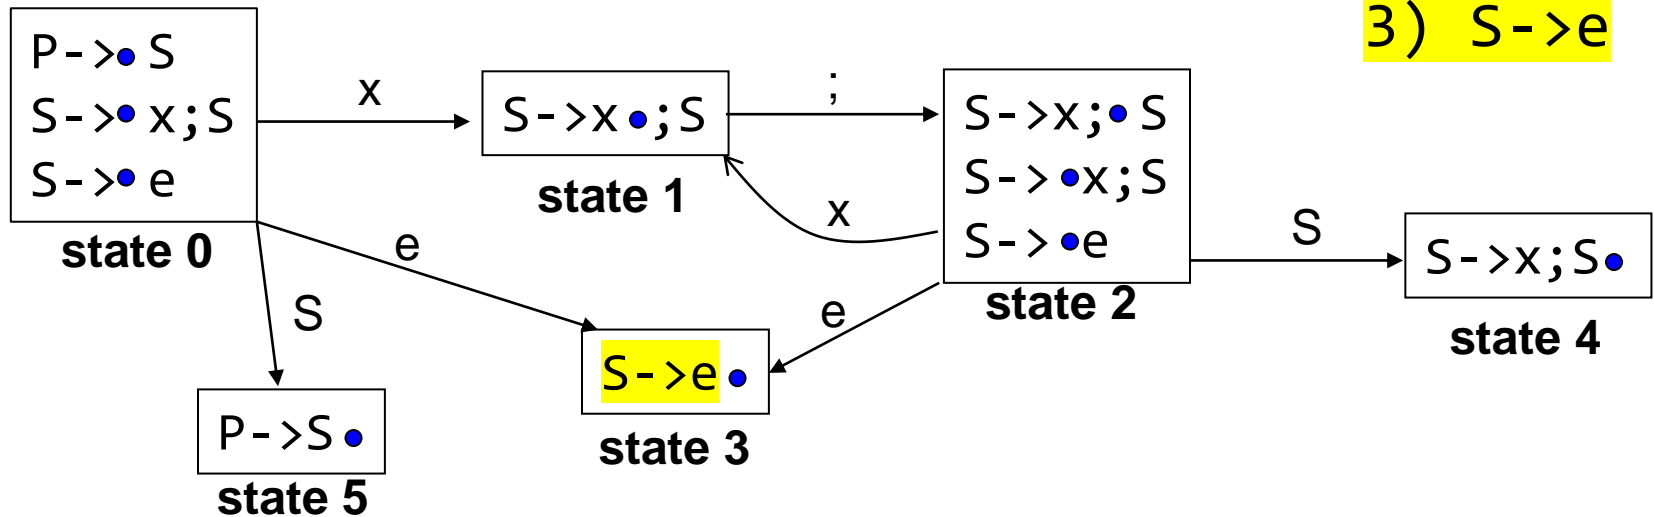 3) S->e
P->• S
S->• x;S
S->• e
state 0
x
S->x•;S
state 1
;
S->x;• S
S->•x;S
S->•e
state 2
x
S
S->x;S•
state 4
e
e
S->e•
state 3
S
P->S•
state 5